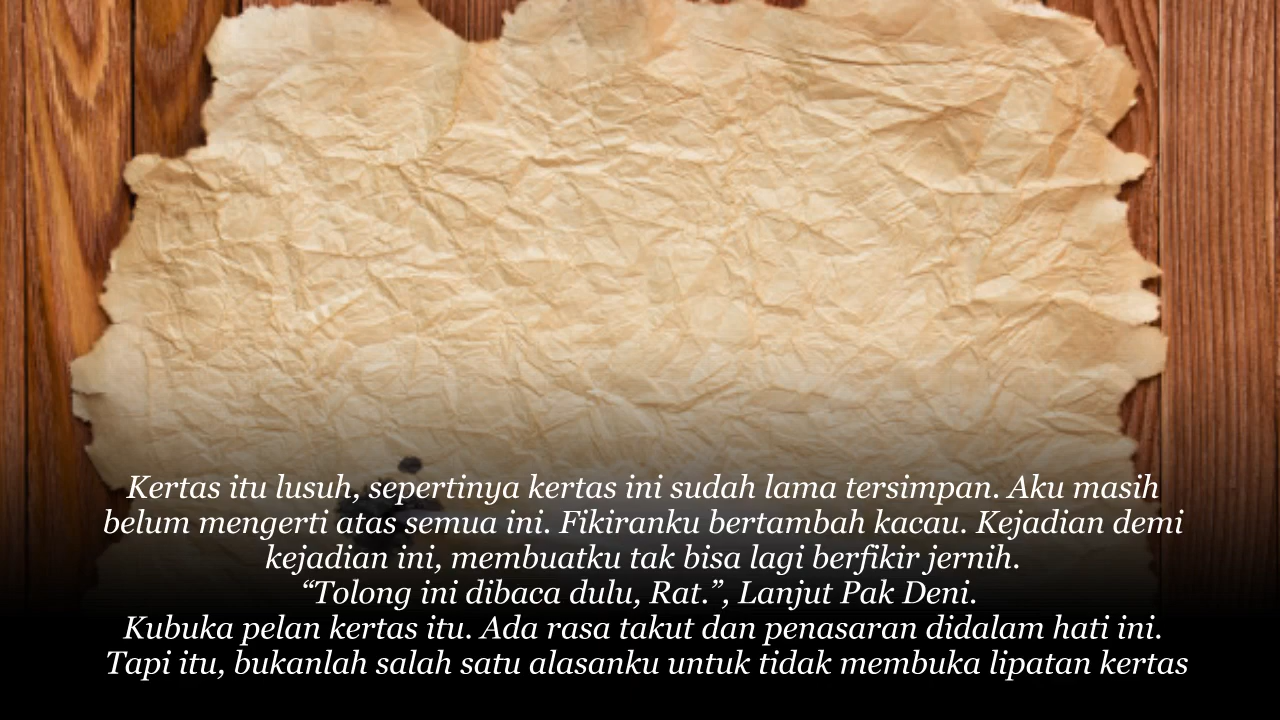 Kertas itu lusuh, sepertinya kertas ini sudah lama tersimpan. Aku masih
belum mengerti atas semua ini. Fikiranku bertambah kacau. Kejadian demi
kejadian ini, membuatku tak bisa lagi berfikir jernih.
“Tolong ini dibaca dulu, Rat.”, Lanjut Pak Deni.
Kubuka pelan kertas itu. Ada rasa takut dan penasaran didalam hati ini.
Tapi itu, bukanlah salah satu alasanku untuk tidak membuka lipatan kertas